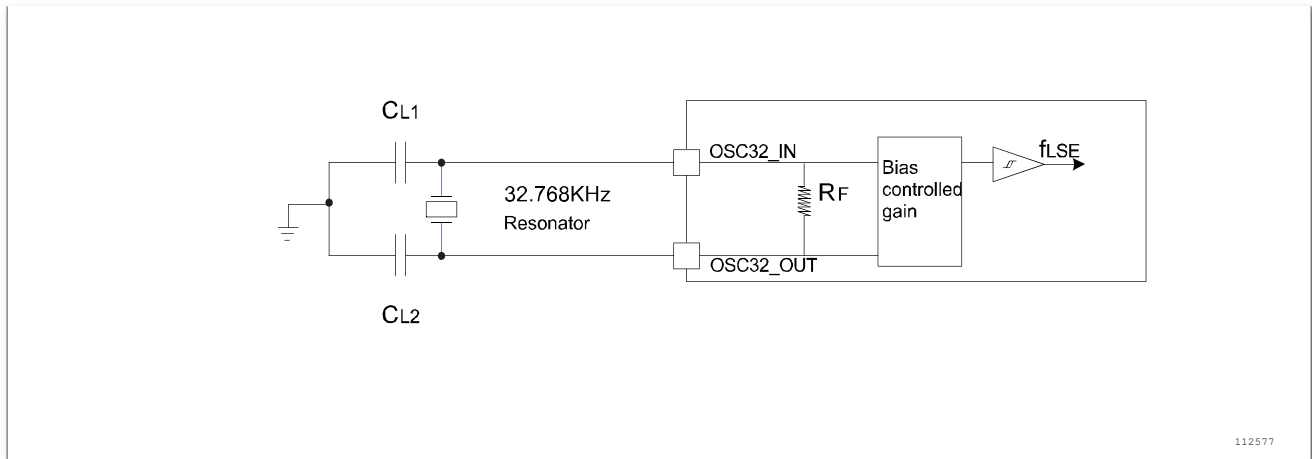 CL1
OSC32_IN
fLSE
Bias
controlled
gain
32.768KHz
Resonator
RF
OSC32_OUT
CL2
112577